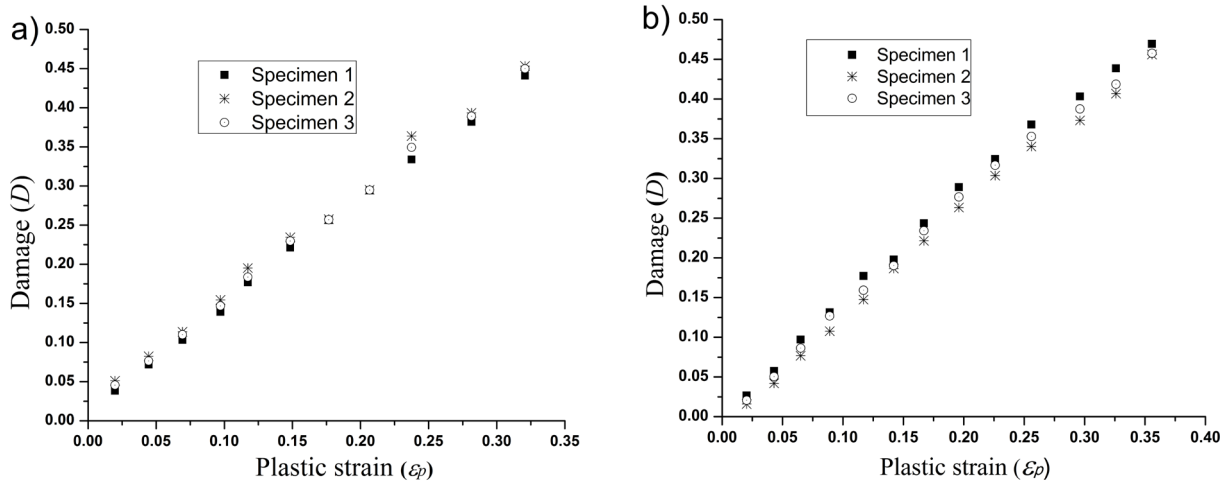 a)
0.50
0.45
0.40
0.35
0.30
0.25
0.20
0.15
0.10
0.05
0.00
Damage (D)
Specimen 1
Specimen 2
Specimen 3
0.00 0.05 0.10 0.15 0.20 0.25 0.30 0.35
Plastic strain (εp)
b)
0.50
0.45
0.40
0.35
0.30
0.25
0.20
0.15
0.10
0.05
0.00
Damage (D)
Specimen 1
Specimen 2
Specimen 3
0.00 0.05 0.10 0.15 0.20 0.25 0.30 0.35 0.40
Plastic strain (εp)